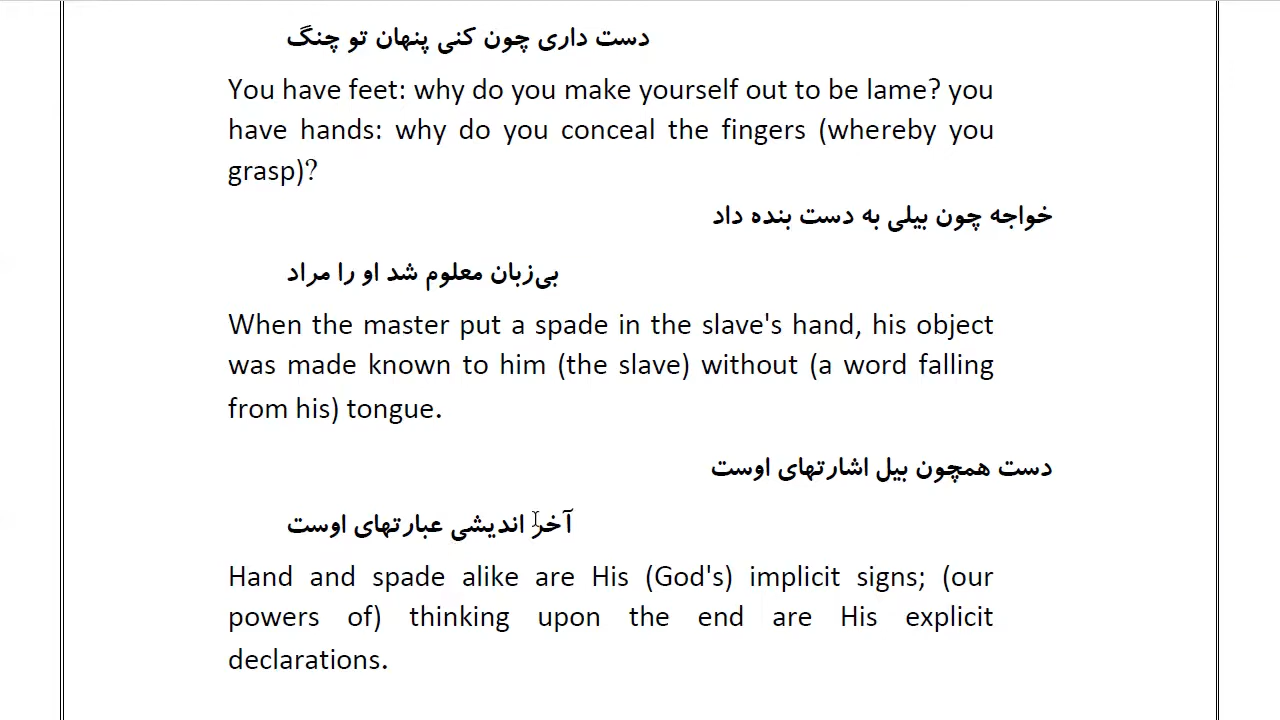 دست داری چون کنی پنهان تو چنگ
You have feet: why do you make yourself out to be lame? you
have hands: why do you conceal the fingers (whereby you
grasp)?
خواجه چون بیلی به دست بنده داد
بی‌زبان معلوم شد او را مراد
When the master put a spade in the slave's hand, his object
was made known to him (the slave) without (a word falling
from his) tongue.
دست همچون بیل اشارتهای اوست
آخر اندیشی عبارتهای اوست
Hand and spade alike are His (God's) implicit signs; (our
powers of) thinking upon the end are His explicit
declarations.